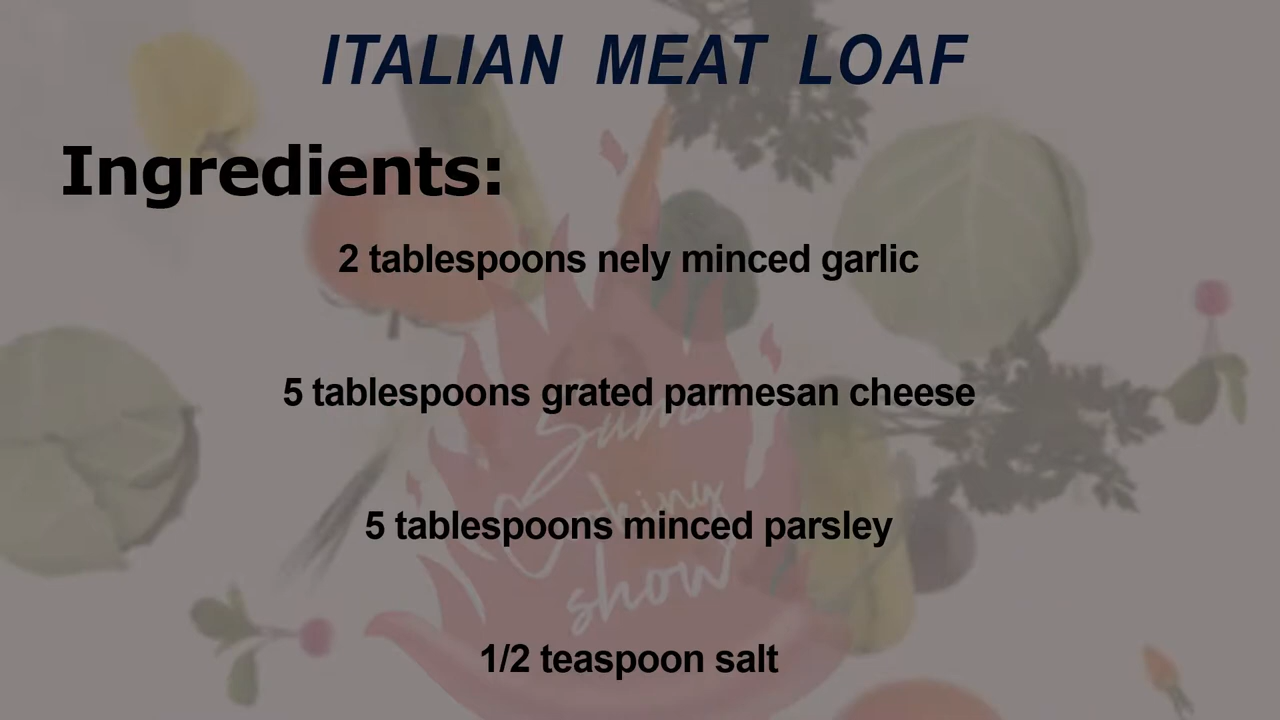 ITALIAN MEAT LOAF
Ingredients:
2 tablespoons nely minced garlic
5 tablespoons grated parmesan cheese
5 tablespoons minced parsley
1/2 teaspoon salt
show